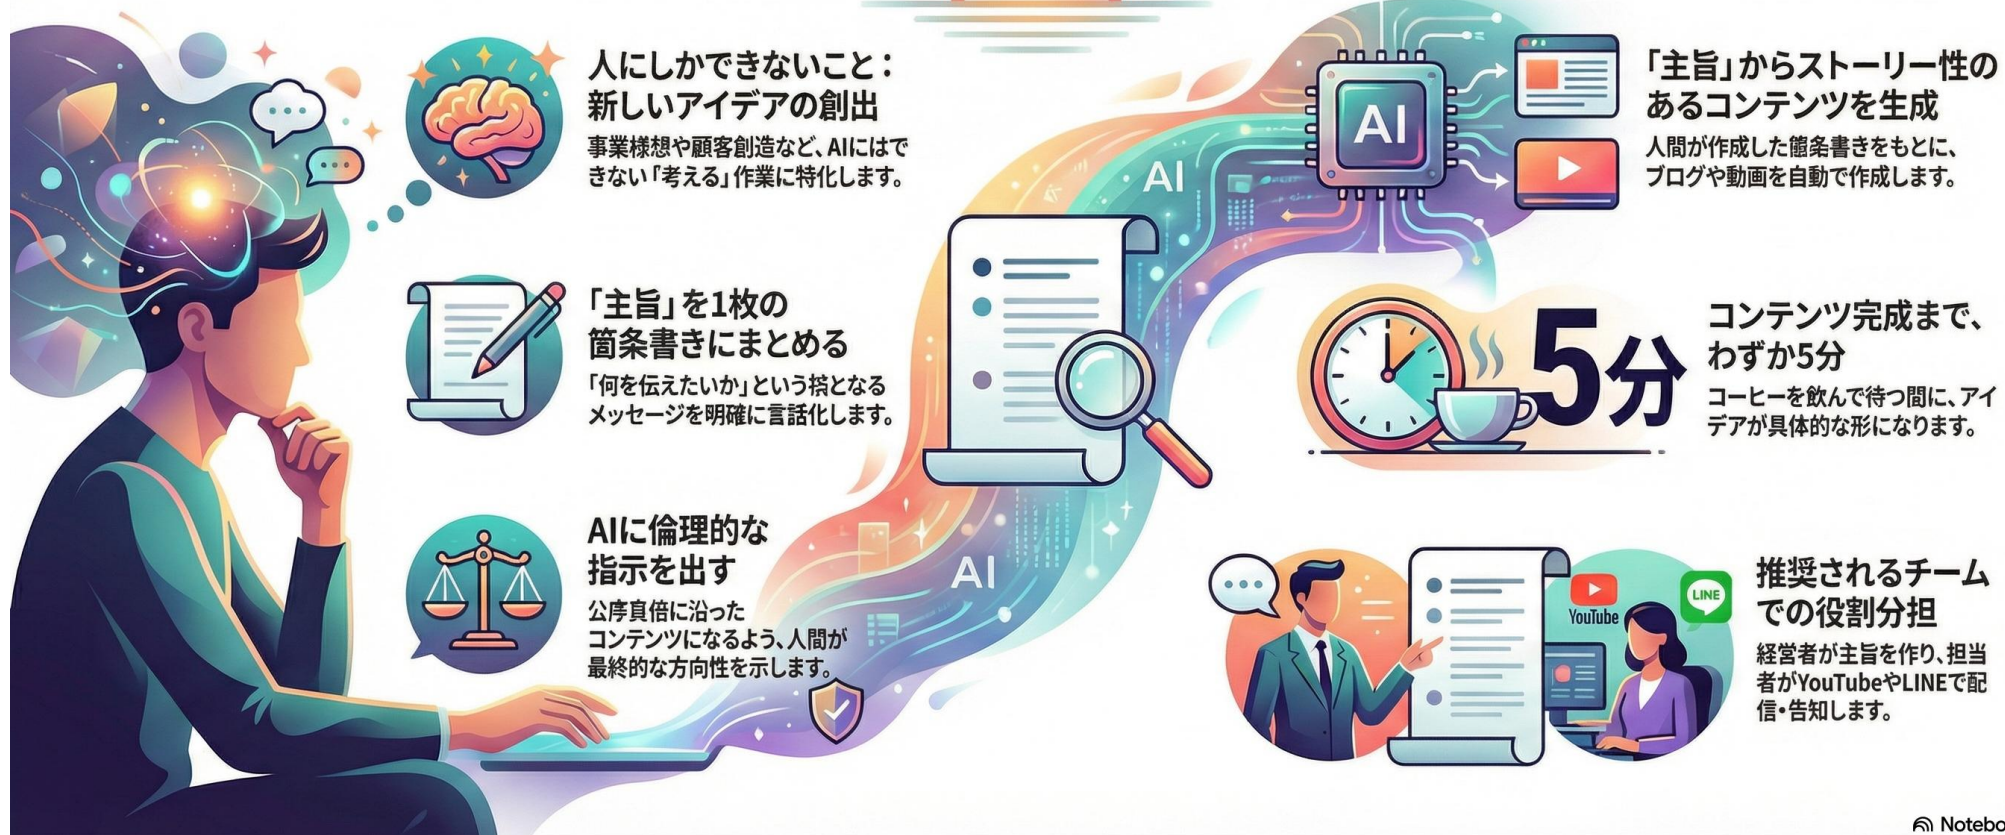 人にしかできないこと：
新しいアイデアの創出
事業様想や顧客創造など、AIにはで
きない「考える」作業に特化します。
「主旨」を1枚の
箇条書きにまとめる
「何を伝えたいか」という
となる
メッセージを明確に言話化します。
AIに倫理的な
指示を出す
公序真倍に沿った
コンテンツになるよう、人間が
最終的な方向性を示します。
AI
AI
AI
「主旨」からストーリー性の
あるコンテンツを生成
人間が作成した箇条書きをもとに、
ブログや動画を自動で作成します。
5分
コンテンツ完成まで、
わずか5分
コーヒーを飲んで待つ間に、アイ
デアが具体的な形になります。
YouTube
LINE
推奨されるチーム
での役割分担
経営者が主旨を作り、担当
者がYouTubeやLINEで配
信・告知します。
Notebo